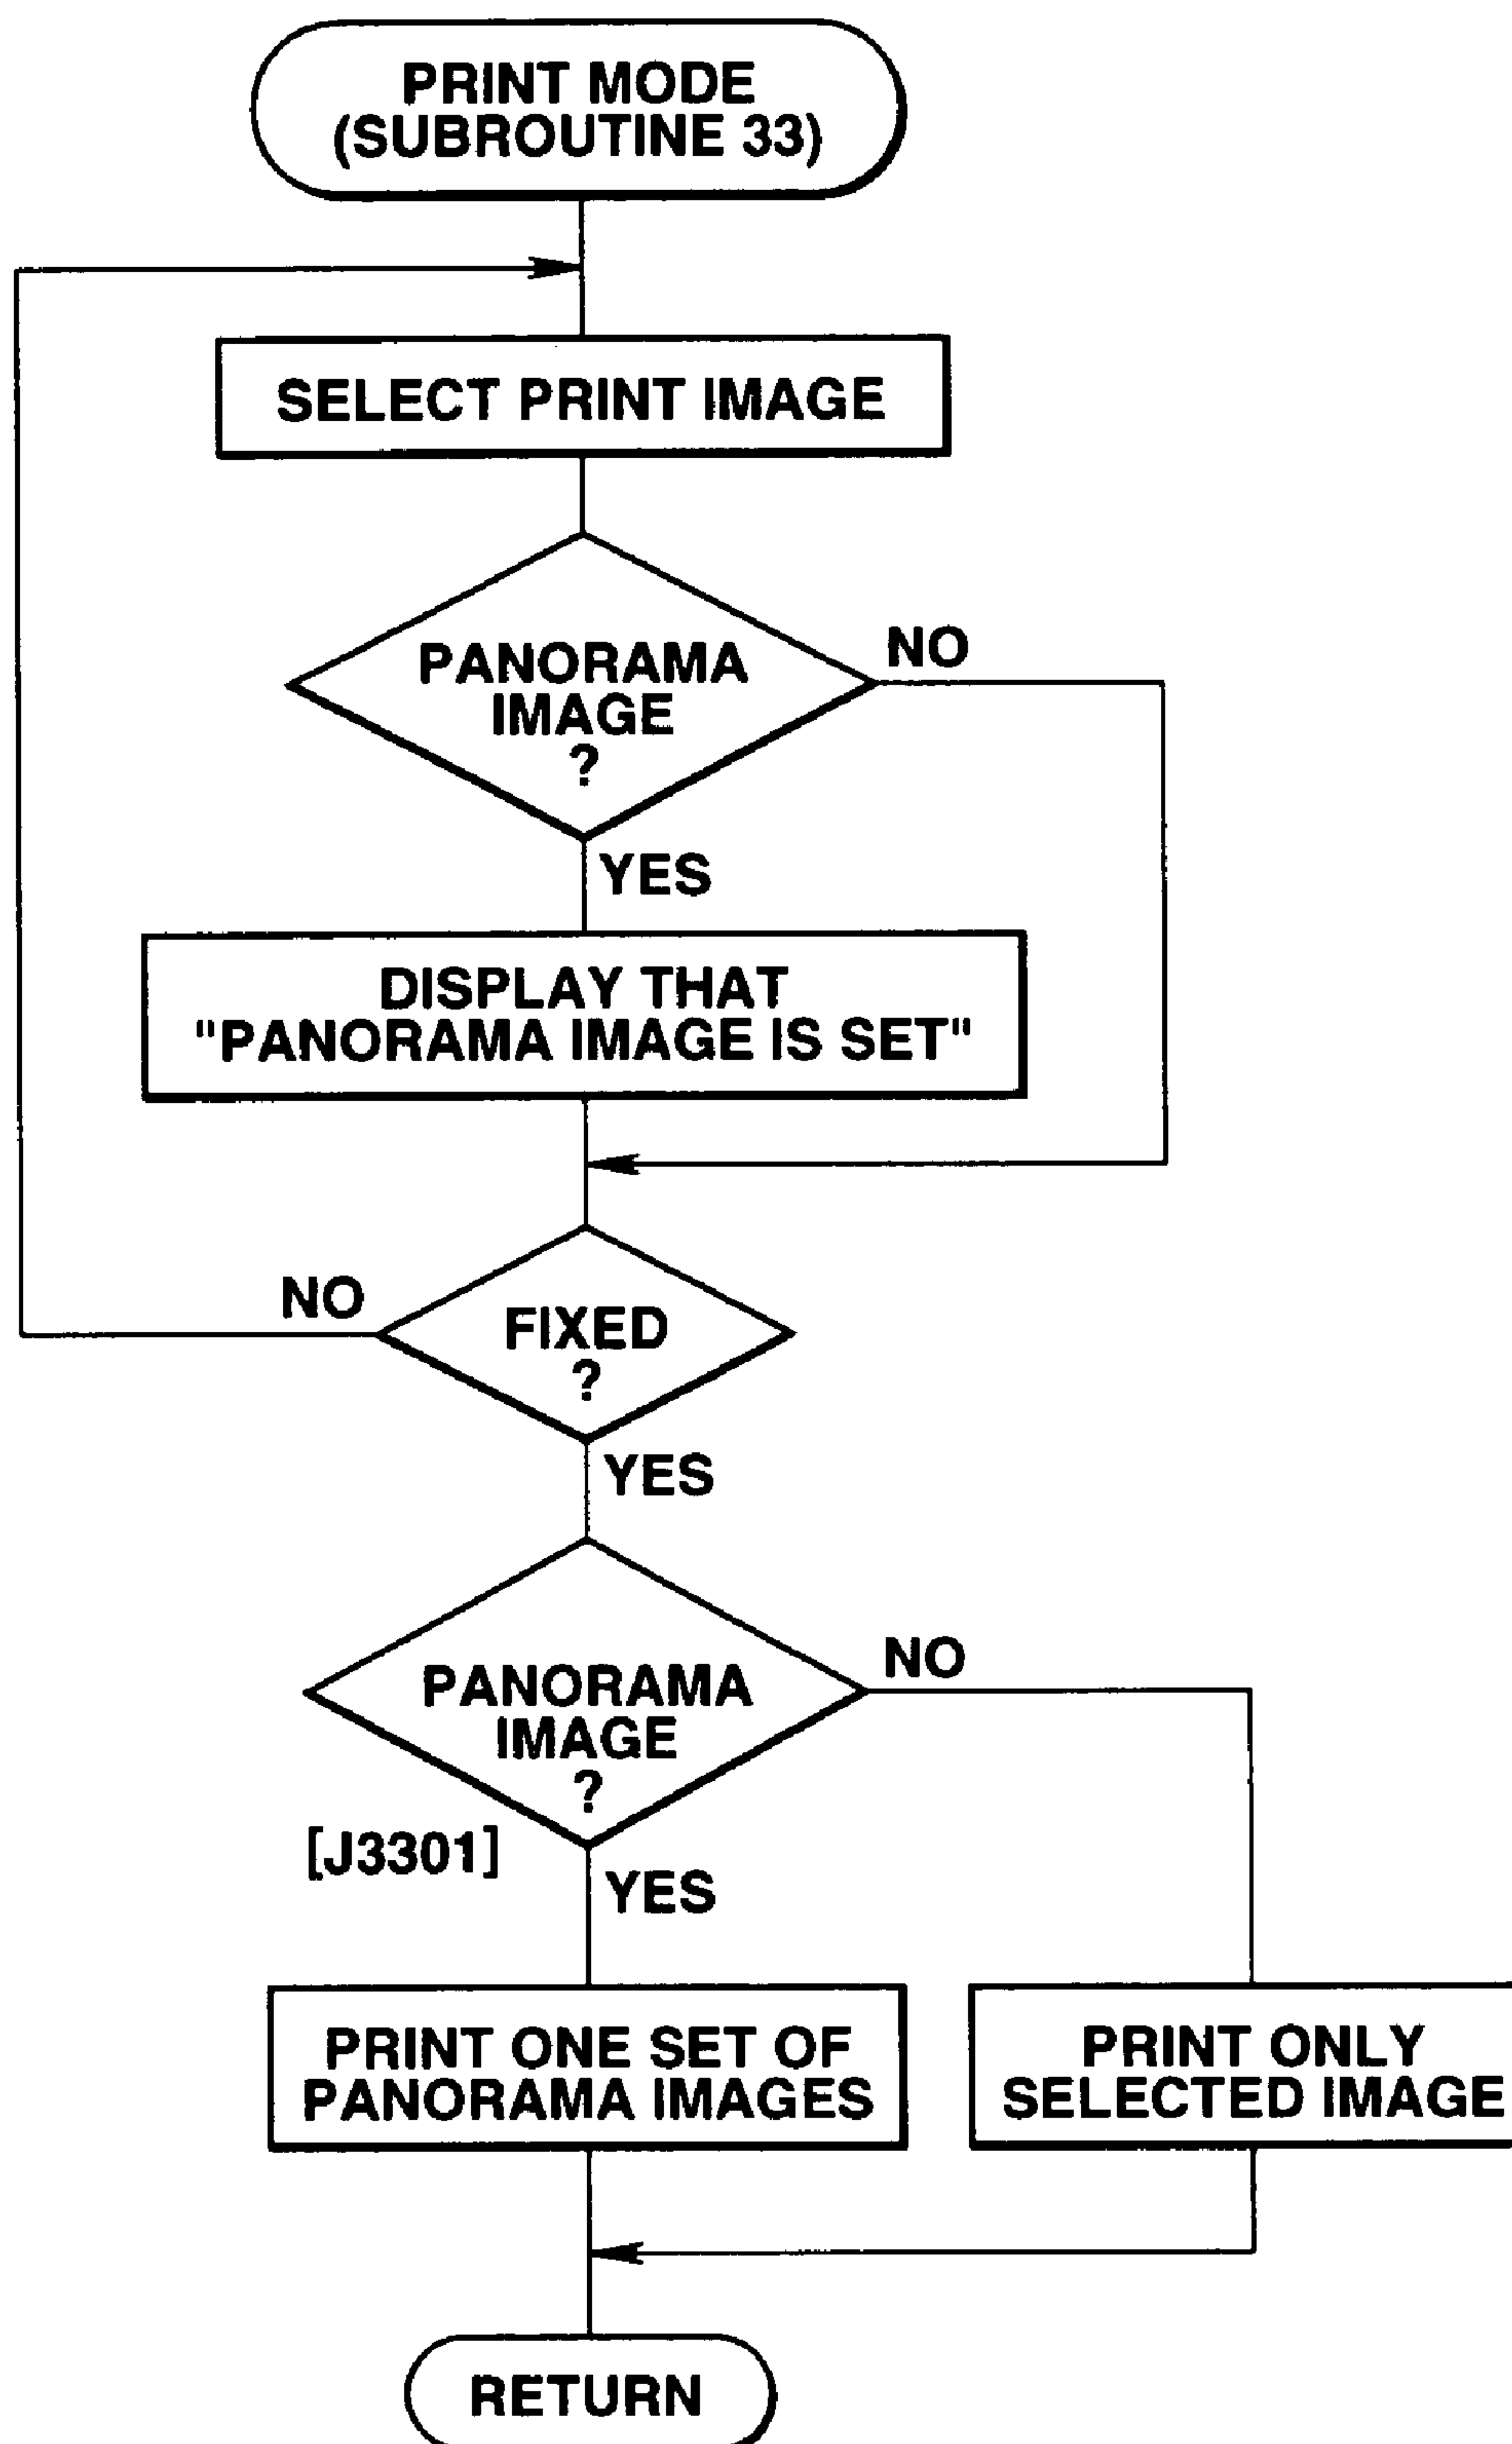 PRINT MODE
(SUBROUTINE 33)
SELECT PRINT IMAGE
PANORAMA
IMAGE
?
NO
YES
DISPLAY THAT
"PANORAMA IMAGE IS SET"
NO
FIXED
?
YES
PANORAMA
IMAGE
?
NO
[J3301]
YES
PRINT ONE SET OF
PANORAMA IMAGES
PRINT ONLY
SELECTED IMAGE
RETURN